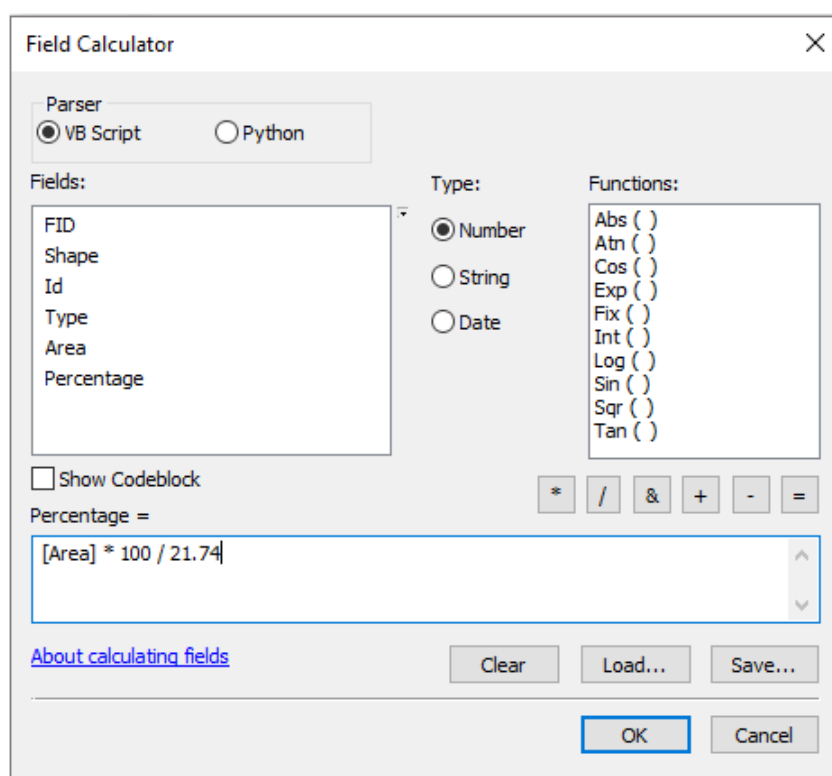 Field Calculator
Parser
VB Script Python
Fields:
Type:
Functions:
FID
Shape
Id
Type
Area
Percentage
Number
String
Date
Abs ( )
Atn ( )
Cos ( )
Exp ( )
Fix ( )
Int ( )
Log ( )
Sin ( )
Sqr ( )
Tan ( )
Show Codeblock
* / & + - =
Percentage =
[Area] * 100 / 21.74
About calculating fields
Clear Load... Save...
OK Cancel